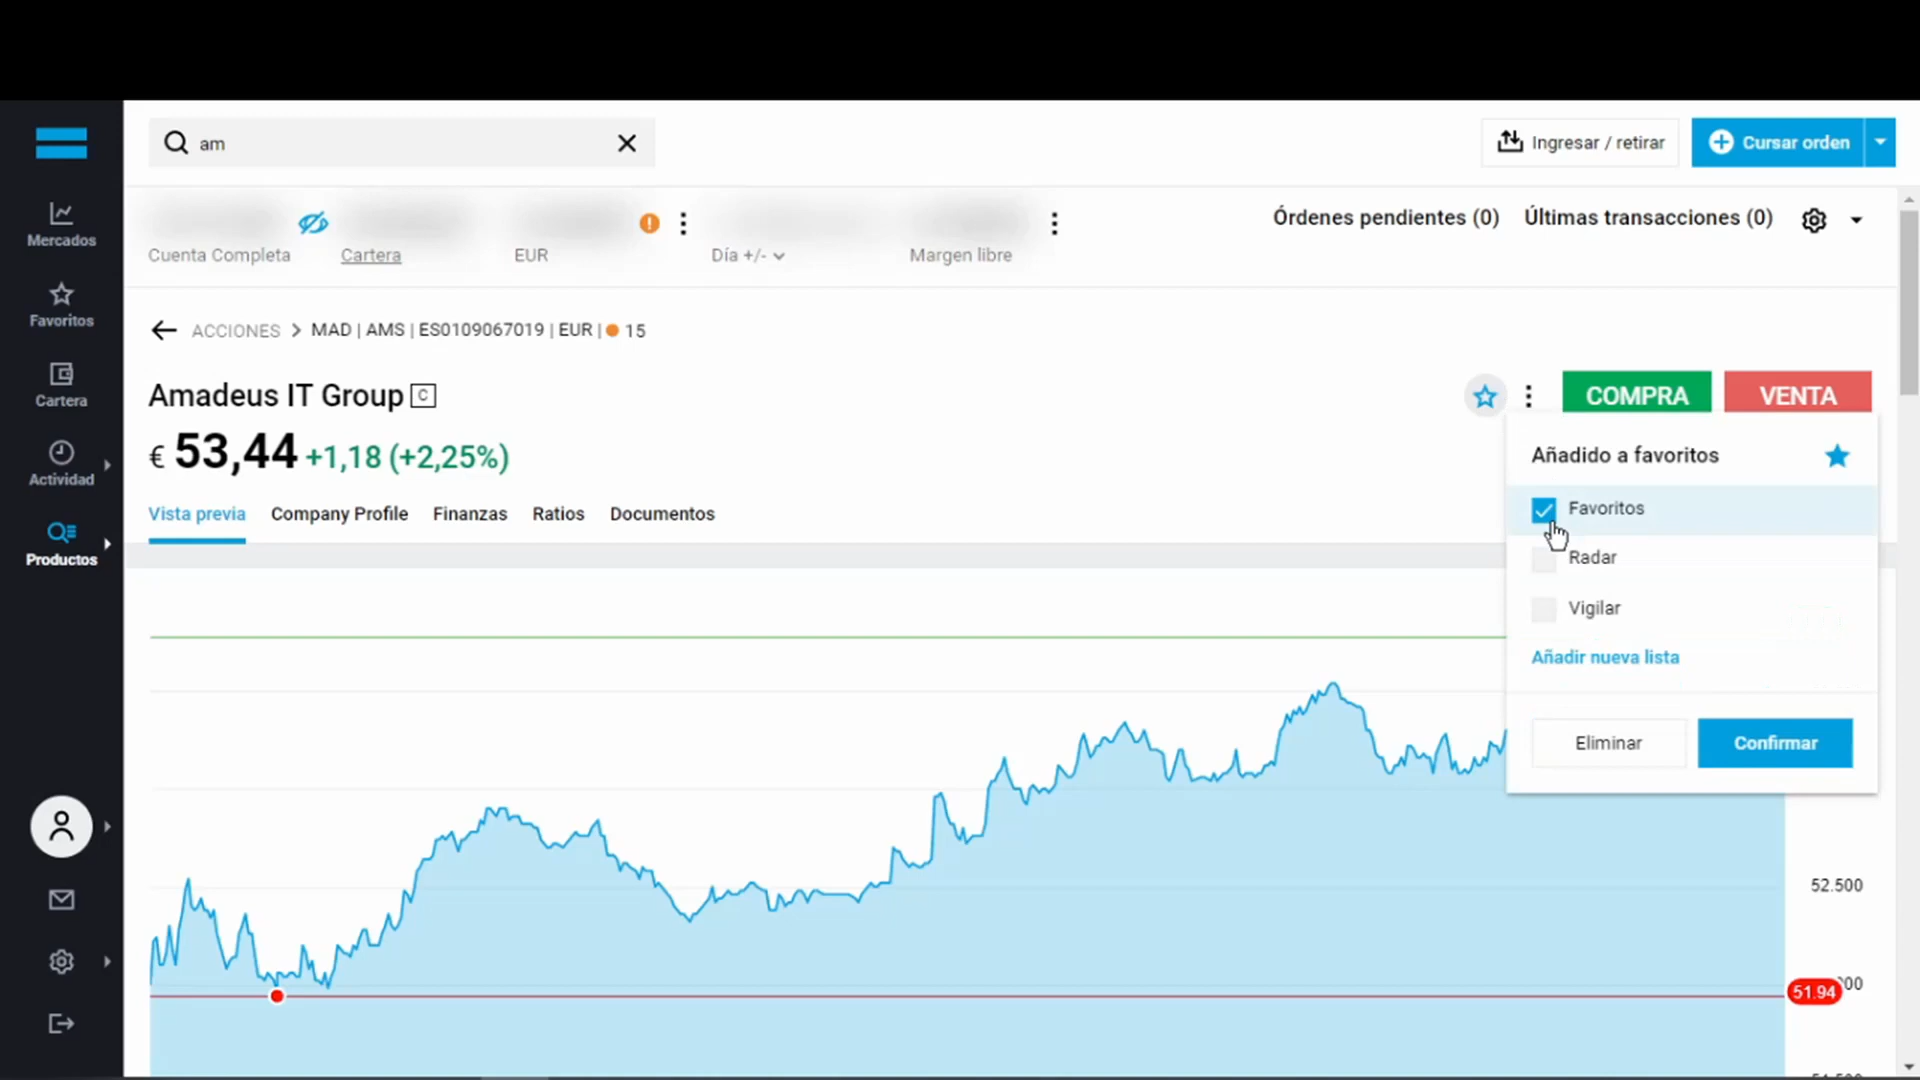 am
Ingresar / retirar
Cursar orden
Mercados
Favoritos
Cartera
Actividad
Productos
Cuenta Completa
Cartera
EUR
Día +/-
Margen libre
Órdenes pendientes (0)
Últimas transacciones (0)
ACCIONES > MAD | AMS | ES0109067019 | EUR | 15
Amadeus IT Group C
€ 53,44 +1,18 (+2,25%)
COMPRA
VENTA
Vista previa
Company Profile
Finanzas
Ratios
Documentos
Añadido a favoritos
Favoritos
Radar
Vigilar
Añadir nueva lista
Eliminar
Confirmar
52.500
51.94